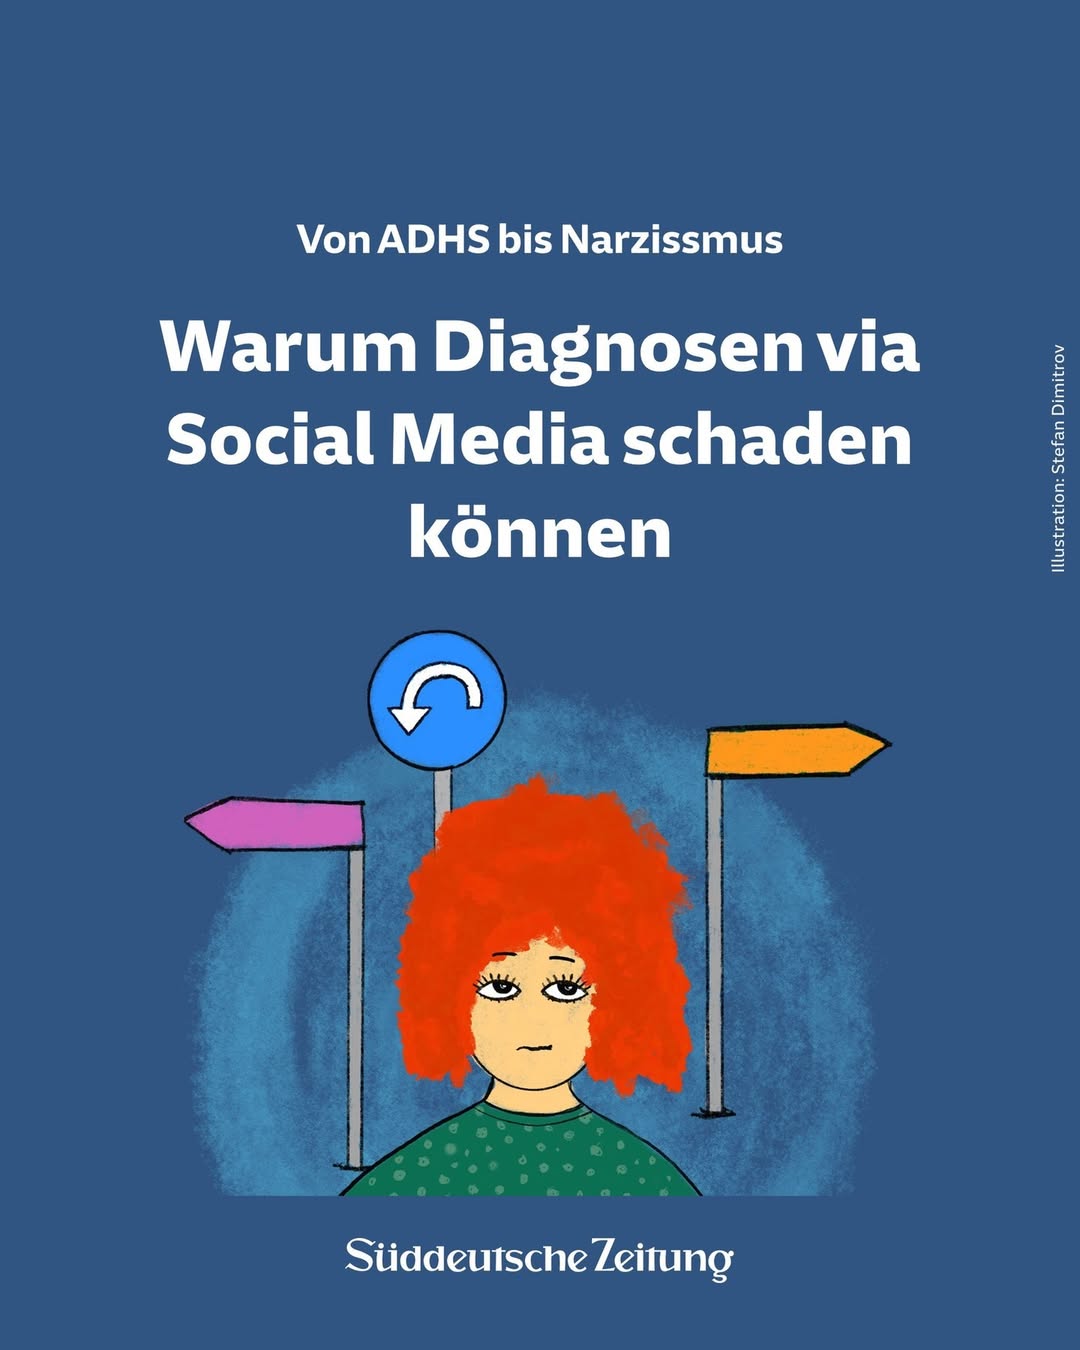 Von ADHS bis Narzissmus
Warum Diagnosen via
Social Media schaden
können
Illustration: Stefan Dimitrov
Süddeutsche Zeitung